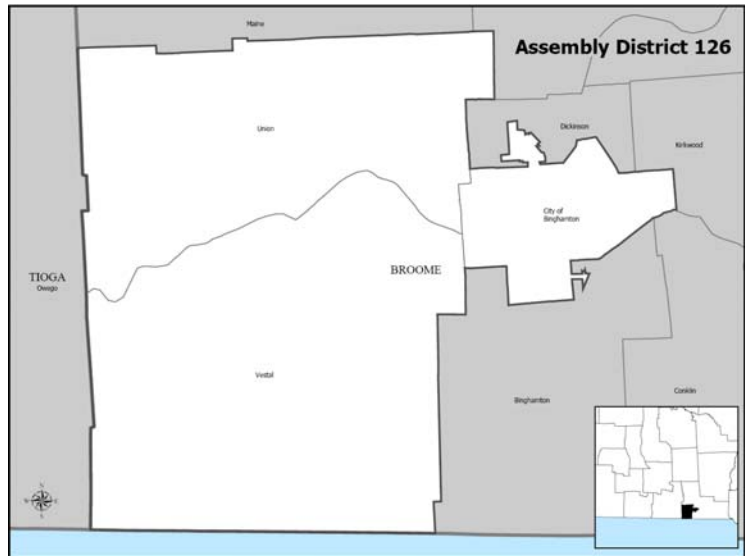 Maine
Assembly District 126
Union
Dickinson
Kirkwood
City of
Binghamton
TIOGA
Owego
BROOME
Vestal
Binghamton
Conklin
N
W
E
S